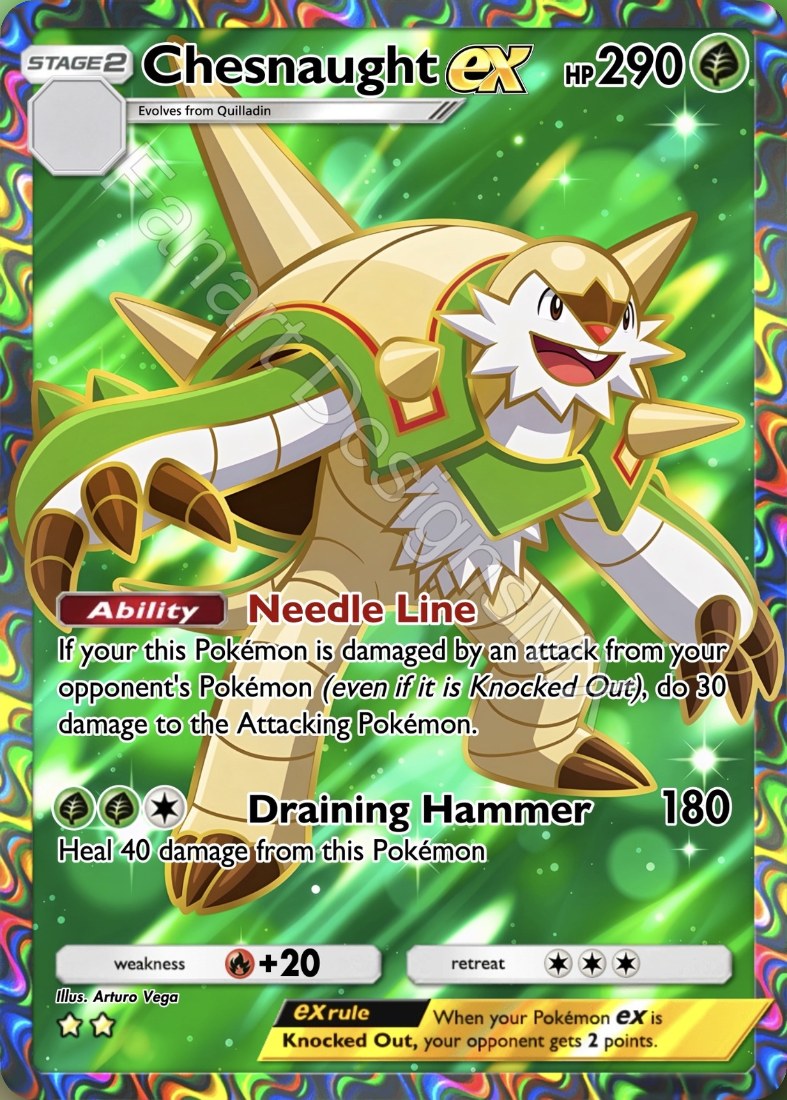 STAGE2 Chesnaught ex HP290
Evolves from Quilladin
Fanart Designs
Ability Needle Line
If your this Pokémon is damaged by an attack from your
opponent's Pokémon (even if it is Knocked Out), do 30
damage to the Attacking Pokémon.
Draining Hammer 180
Heal 40 damage from this Pokémon
weakness +20 retreat
Illus. Arturo Vega
ex rule When your Pokémon ex is
Knocked Out, your opponent gets 2 points.